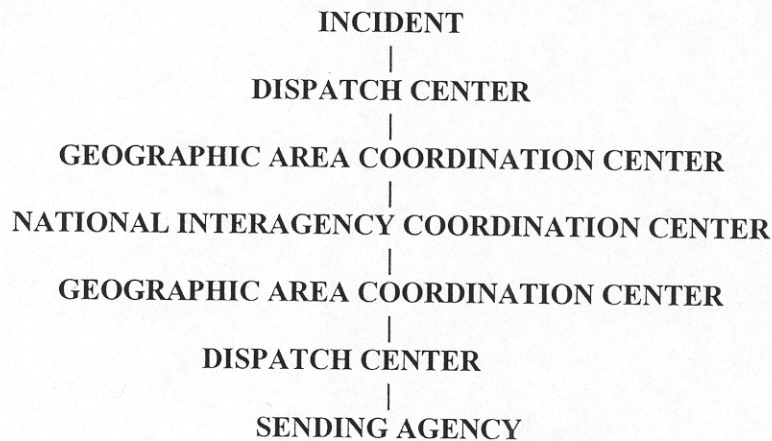 INCIDENT
|
DISPATCH CENTER
|
GEOGRAPHIC AREA COORDINATION CENTER
|
NATIONAL INTERAGENCY COORDINATION CENTER
|
GEOGRAPHIC AREA COORDINATION CENTER
|
DISPATCH CENTER
|
SENDING AGENCY